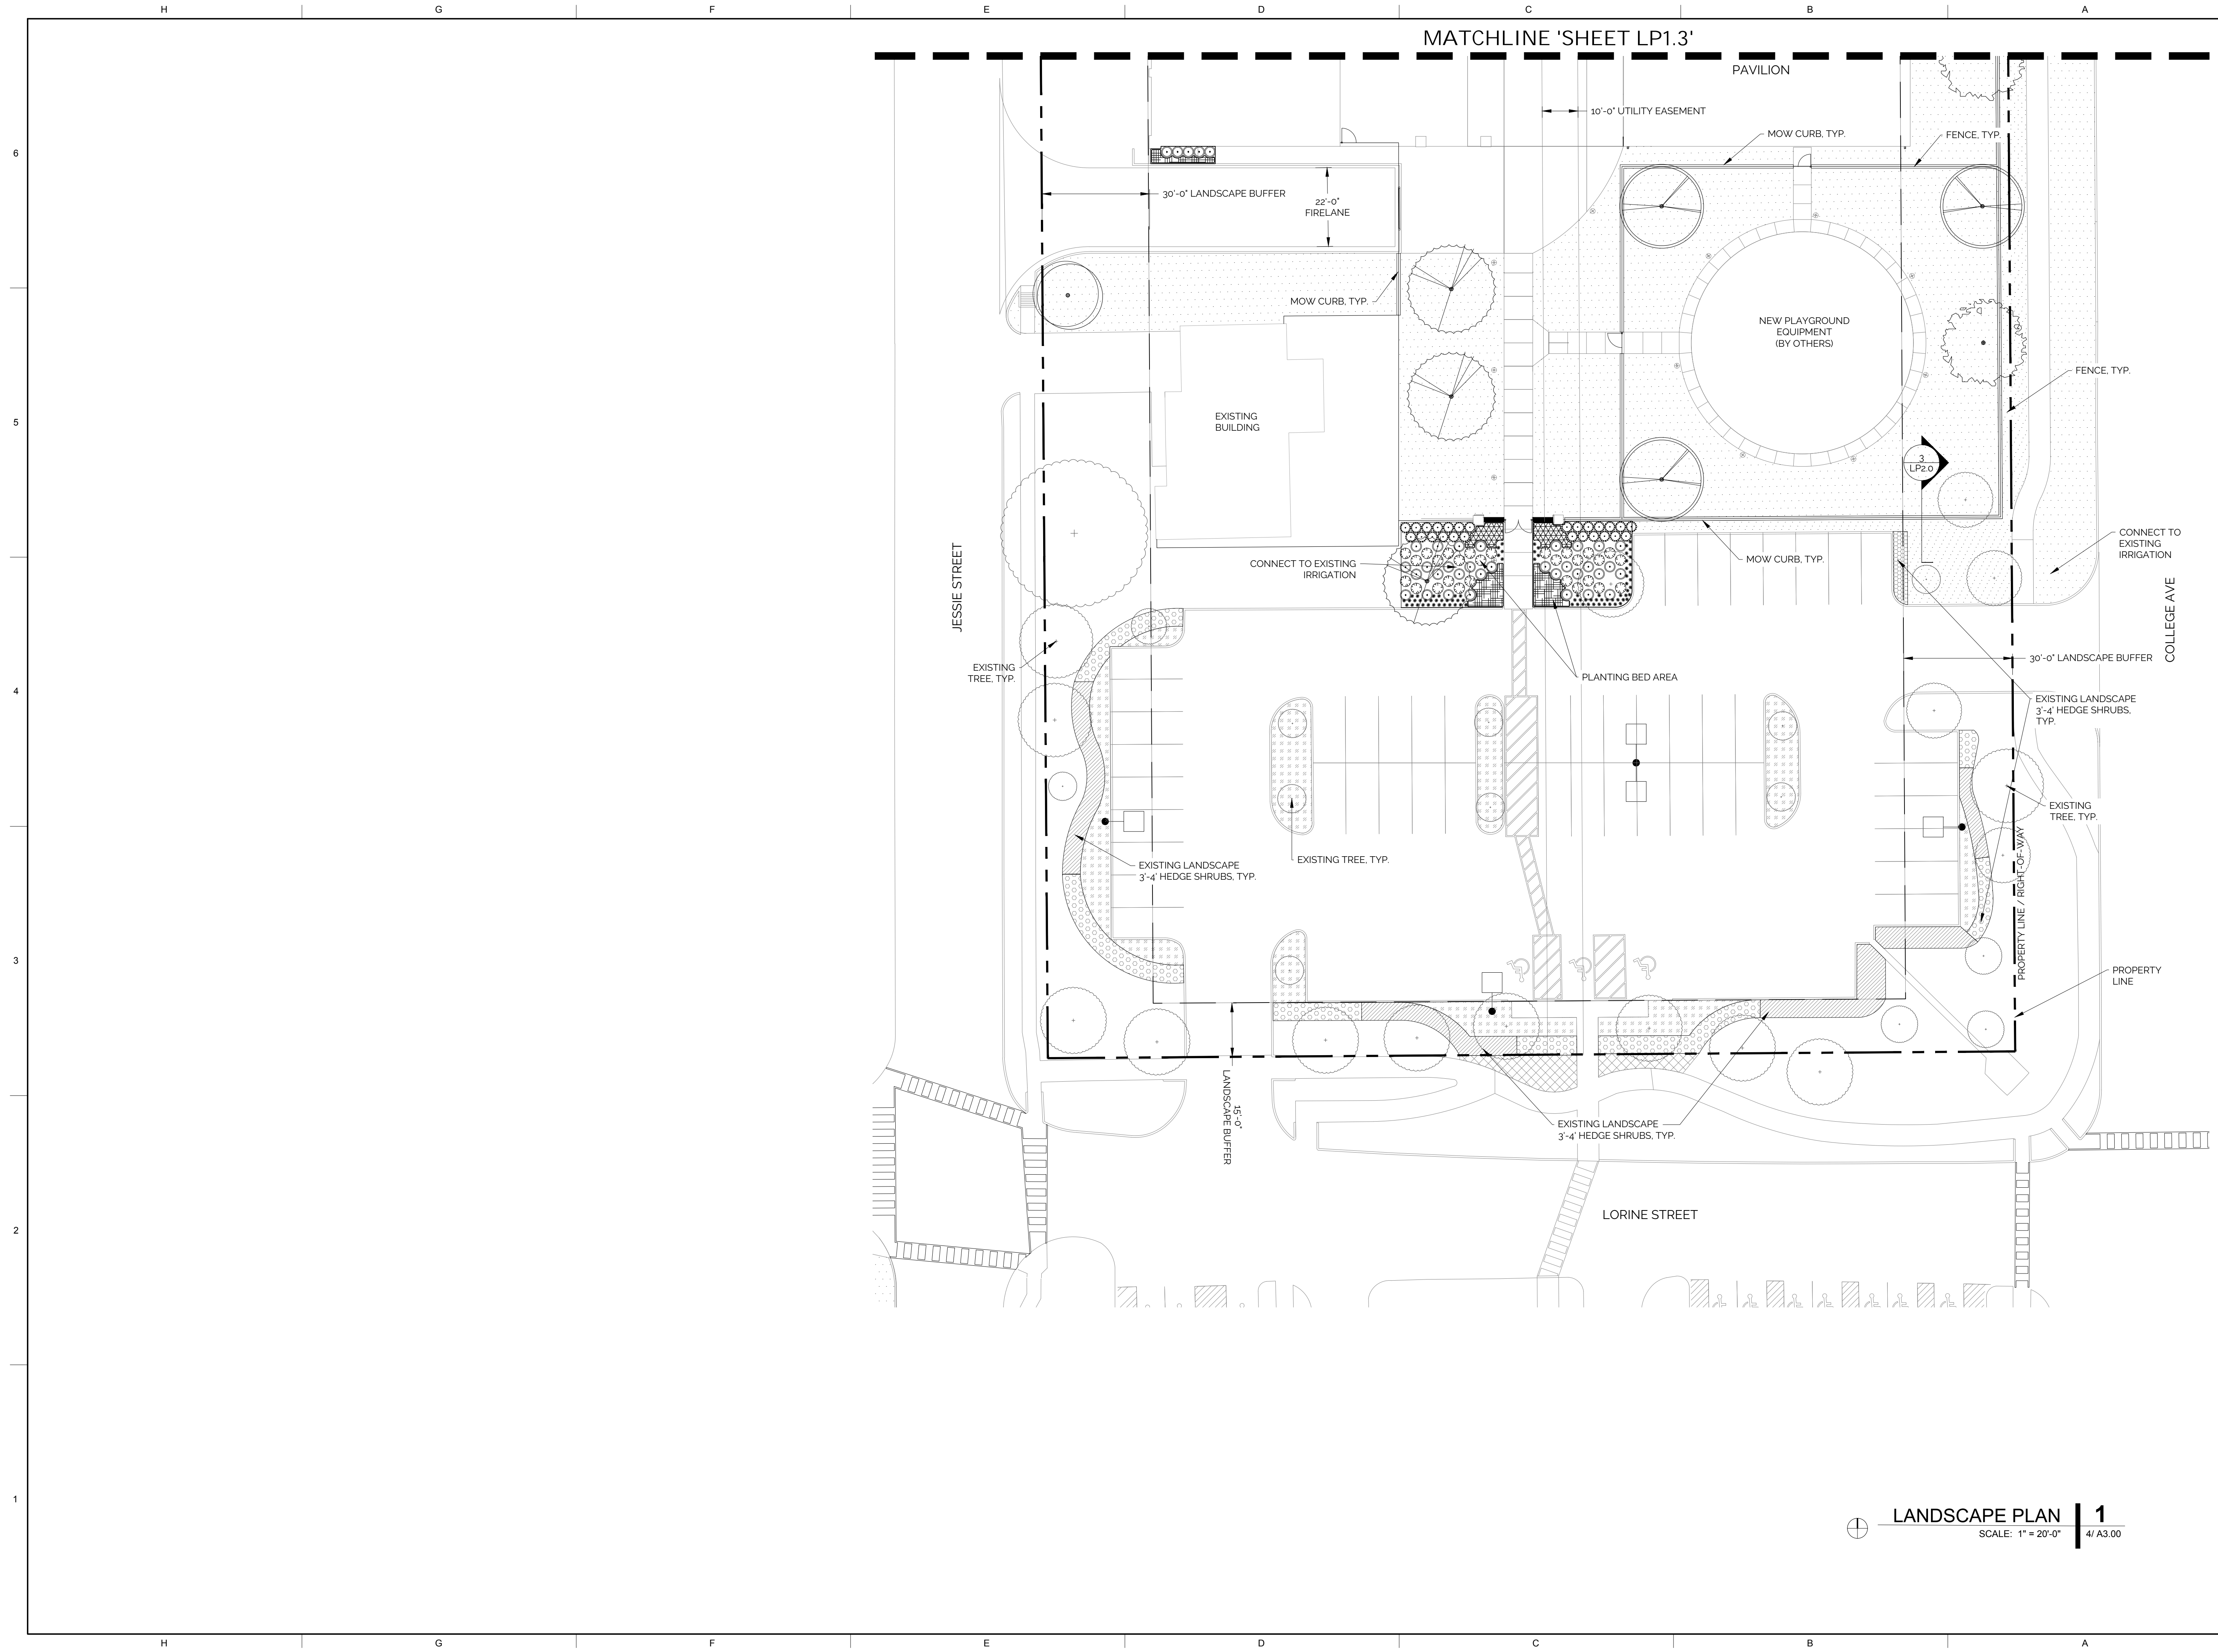 H G F E D C B A
MATCHLINE 'SHEET LP1.3'
PAVILION
10'-0" UTILITY EASEMENT
MOW CURB, TYP.
FENCE, TYP.
6
30'-0" LANDSCAPE BUFFER
22'-0"
FIRELANE
MOW CURB, TYP.
NEW PLAYGROUND
EQUIPMENT
(BY OTHERS)
FENCE, TYP.
5
EXISTING
BUILDING
3
LP2.0
CONNECT TO
EXISTING
IRRIGATION
MOW CURB, TYP.
CONNECT TO EXISTING
IRRIGATION
JESSIE STREET
COLLEGE AVE
30'-0" LANDSCAPE BUFFER
EXISTING
TREE, TYP.
PLANTING BED AREA
4
EXISTING LANDSCAPE
3'-4' HEDGE SHRUBS,
TYP.
EXISTING
TREE, TYP.
EXISTING TREE, TYP.
EXISTING LANDSCAPE
3'-4' HEDGE SHRUBS, TYP.
PROPERTY LINE / RIGHT-OF-WAY
3
PROPERTY
LINE
15'-0"
LANDSCAPE BUFFER
EXISTING LANDSCAPE
3'-4' HEDGE SHRUBS, TYP.
LORINE STREET
2
1
LANDSCAPE PLAN
SCALE: 1" = 20'-0"
1
4/ A3.00
H G F E D C B A